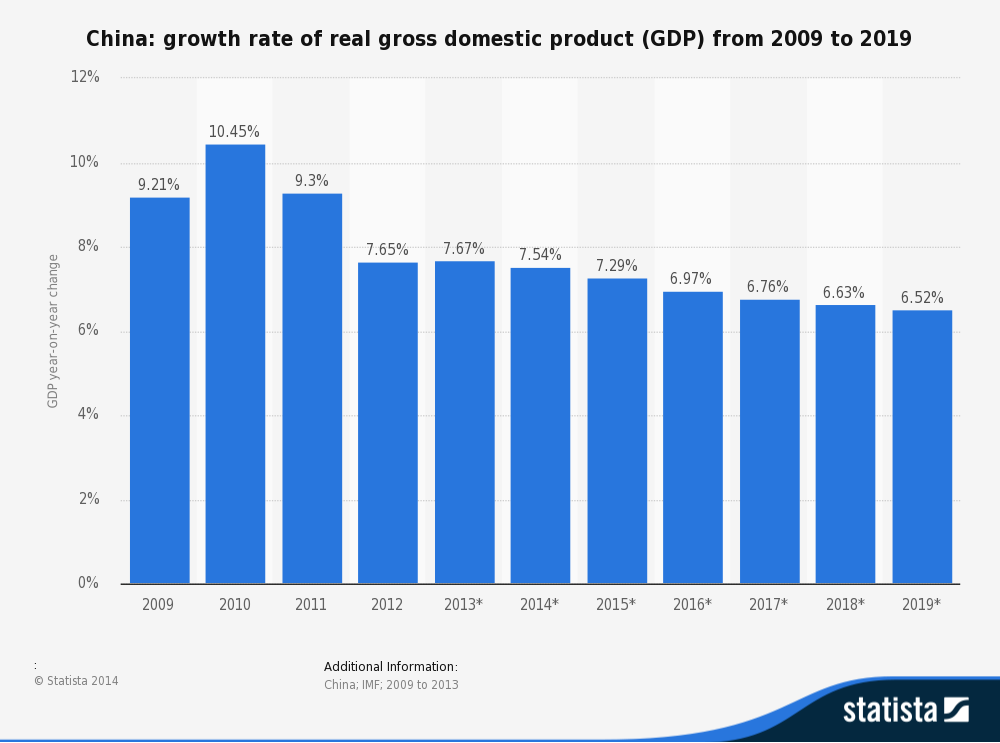 China: growth rate of real gross domestic product (GDP) from 2009 to 2019
GDP year-on-year change
12%
10%
8%
6%
4%
2%
0%
9.21%
10.45%
9.3%
7.65%
7.67%
7.54%
7.29%
6.97%
6.76%
6.63%
6.52%
2009 2010 2011 2012 2013* 2014* 2015* 2016* 2017* 2018* 2019*
:
© Statista 2014
Additional Information:
China; IMF; 2009 to 2013
statista